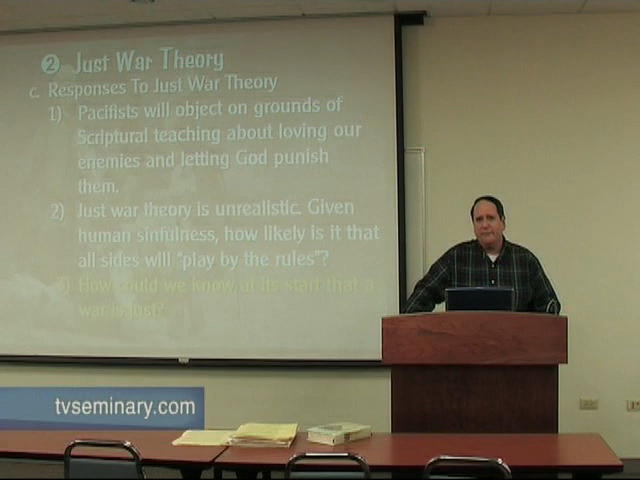 2 Just War Theory
c. Responses To Just War Theory
1) Pacifists will object on grounds of
Scriptural teaching about loving our
enemies and letting God punish
them.
2) Just war theory is unrealistic. Given
human sinfulness, how likely is it that
all sides will "play by the rules"?
3) How could we know at its start that a
war is just?
tvseminary.com